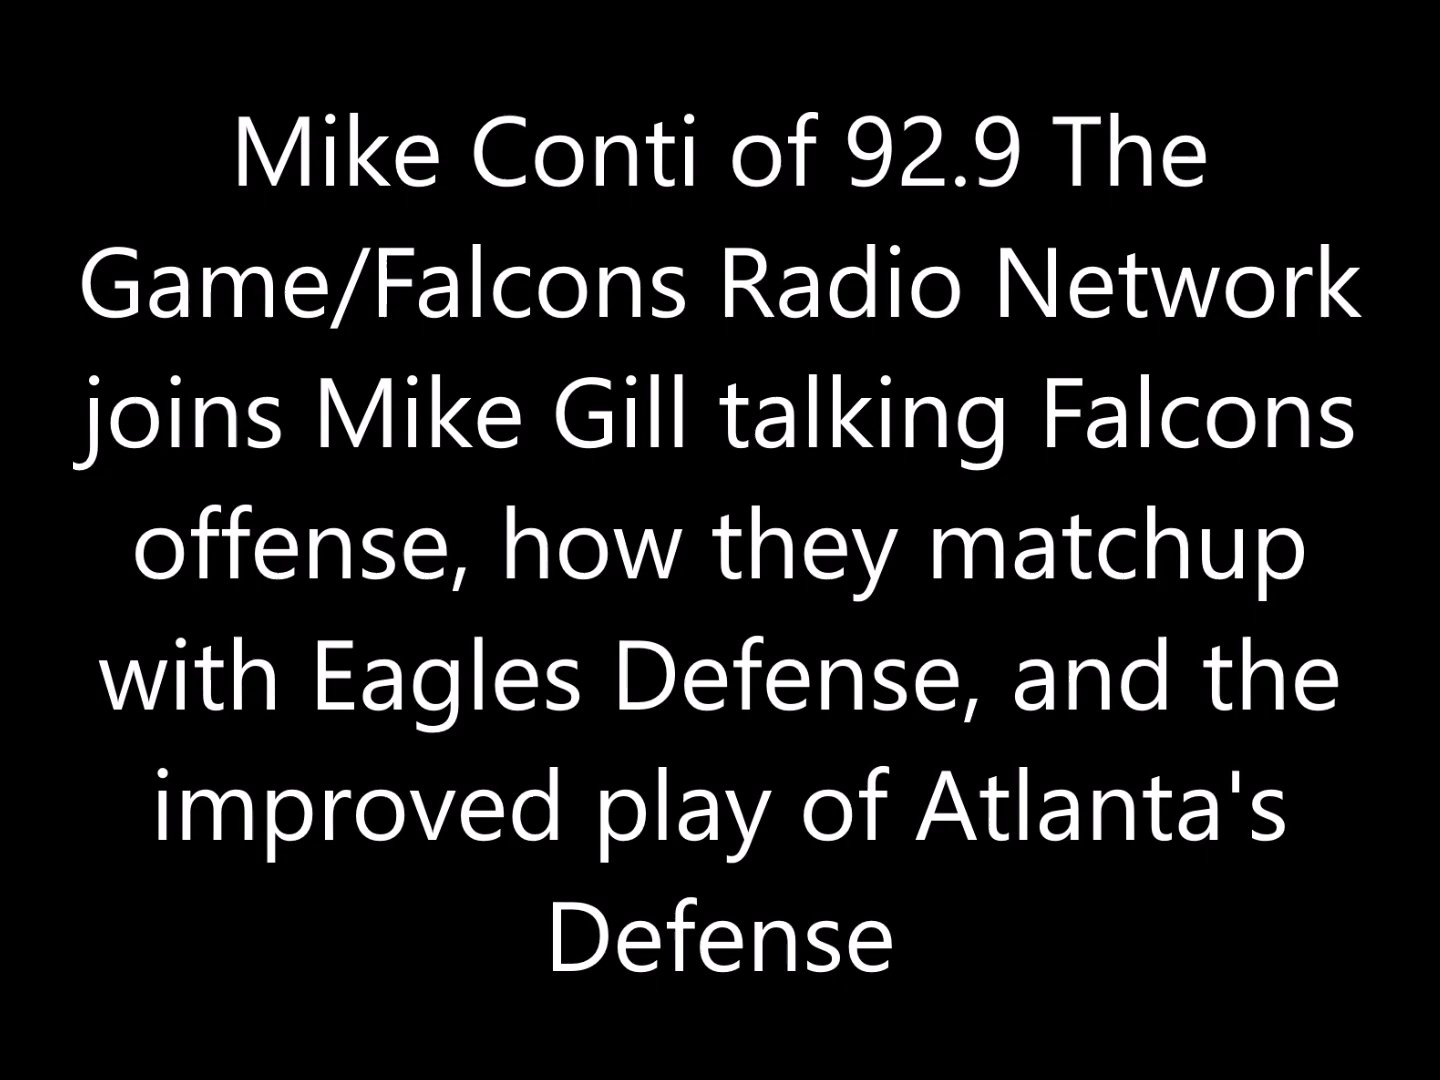 Mike Conti of 92.9 The
Game/Falcons Radio Network
joins Mike Gill talking Falcons
offense, how they matchup
with Eagles Defense, and the
improved play of Atlanta's
Defense